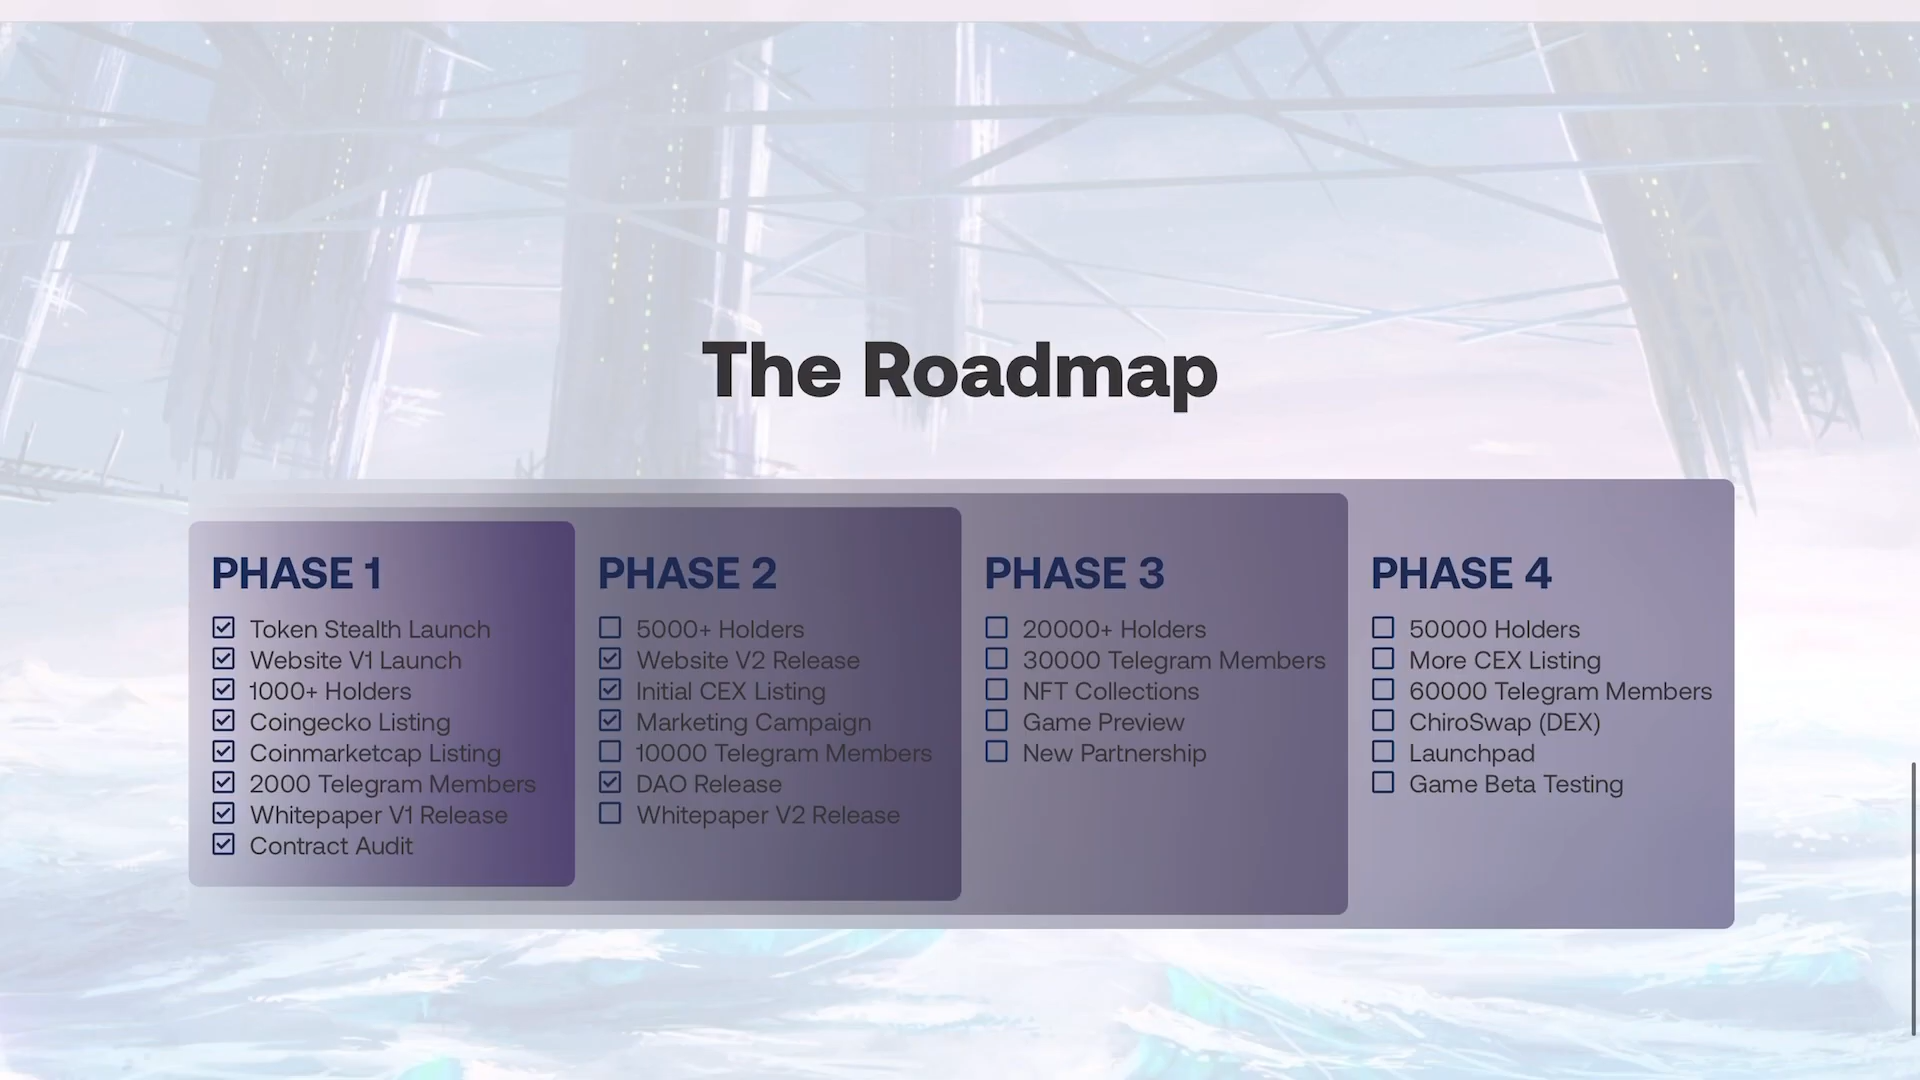 The Roadmap
PHASE 1
Token Stealth Launch
Website V1 Launch
1000+ Holders
Coingecko Listing
Coinmarketcap Listing
2000 Telegram Members
Whitepaper V1 Release
Contract Audit
PHASE 2
5000+ Holders
Website V2 Release
Initial CEX Listing
Marketing Campaign
10000 Telegram Members
DAO Release
Whitepaper V2 Release
PHASE 3
20000+ Holders
30000 Telegram Members
NFT Collections
Game Preview
New Partnership
PHASE 4
50000 Holders
More CEX Listing
60000 Telegram Members
ChiroSwap (DEX)
Launchpad
Game Beta Testing